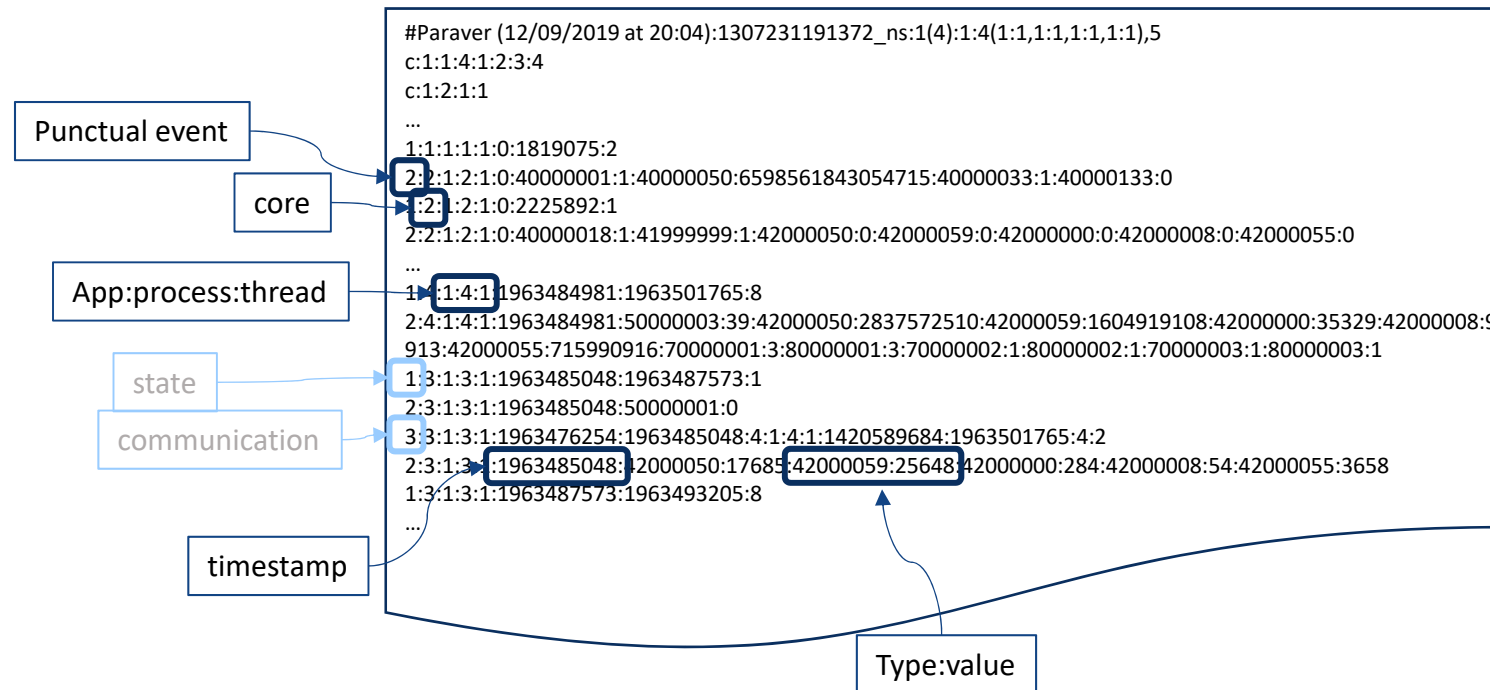 #Paraver (12/09/2019 at 20:04):1307231191372_ns:1(4):1:4(1:1,1:1,1:1,1:1),5
c:1:1:4:1:2:3:4
c:1:2:1:1
...
Punctual event
1:1:1:1:1:0:1819075:2
2:2:1:2:1:0:40000001:1:40000050:6598561843054715:40000033:1:40000133:0
core
1:2:1:2:1:0:2225892:1
2:2:1:2:1:0:40000018:1:41999999:1:42000050:0:42000059:0:42000000:0:42000008:0:42000055:0
...
App:process:thread
1:4:1:4:1:1963484981:1963501765:8
2:4:1:4:1:1963484981:50000003:39:42000050:2837572510:42000059:1604919108:42000000:35329:42000008:9
913:42000055:715990916:70000001:3:80000001:3:70000002:1:80000002:1:70000003:1:80000003:1
state
1:3:1:3:1:1963485048:1963487573:1
2:3:1:3:1:1963485048:50000001:0
communication
3:3:1:3:1:1963476254:1963485048:4:1:4:1:1420589684:1963501765:4:2
2:3:1:3:1:1963485048:42000050:17685:42000059:25648:42000000:284:42000008:54:42000055:3658
1:3:1:3:1:1963487573:1963493205:8
...
timestamp
Type:value